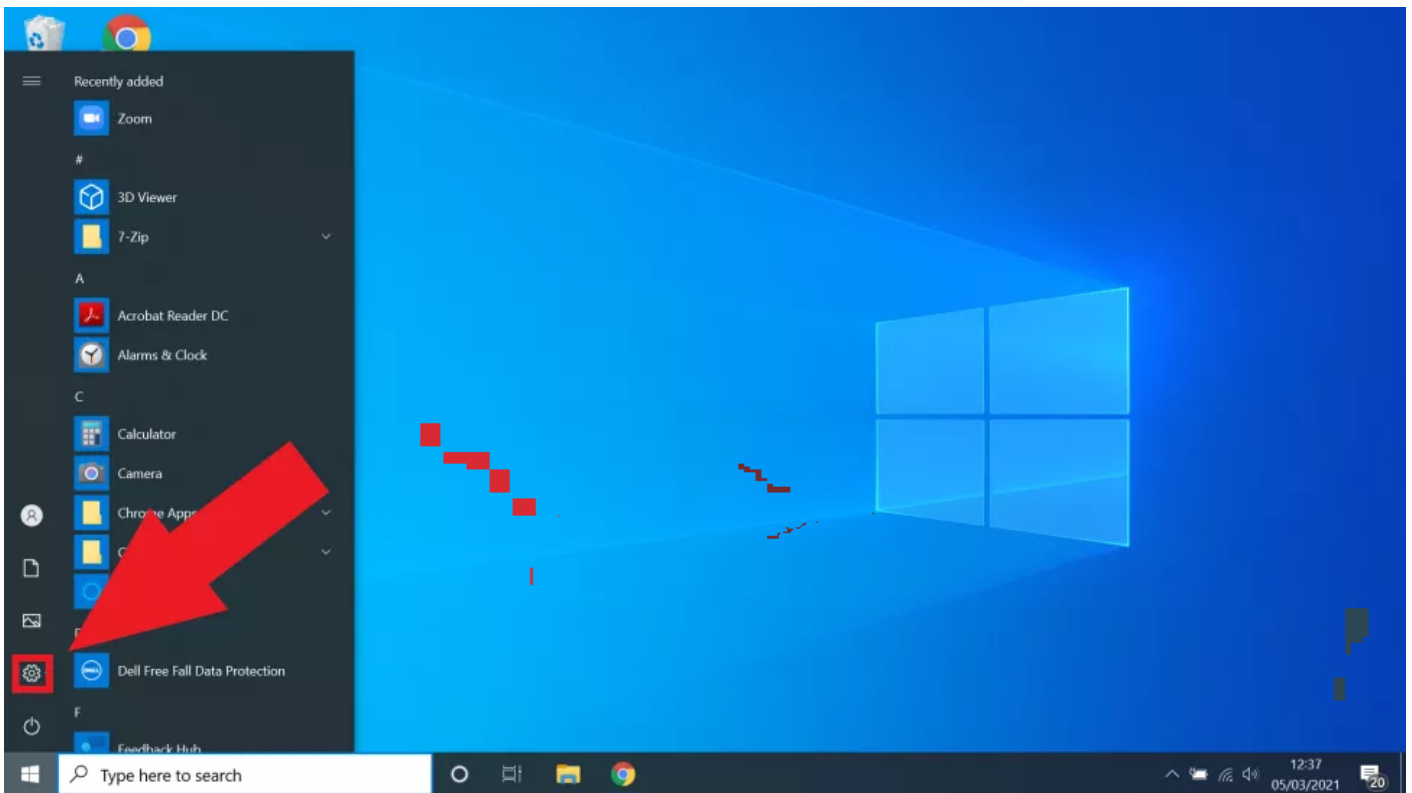 Recently added
Zoom
#
3D Viewer
7-Zip
A
Acrobat Reader DC
Alarms & Clock
C
Calculator
Camera
Apps
Dell Free Fall Data Protection
F
Feedback Hub
Type here to search
12:37
05/03/2021
20